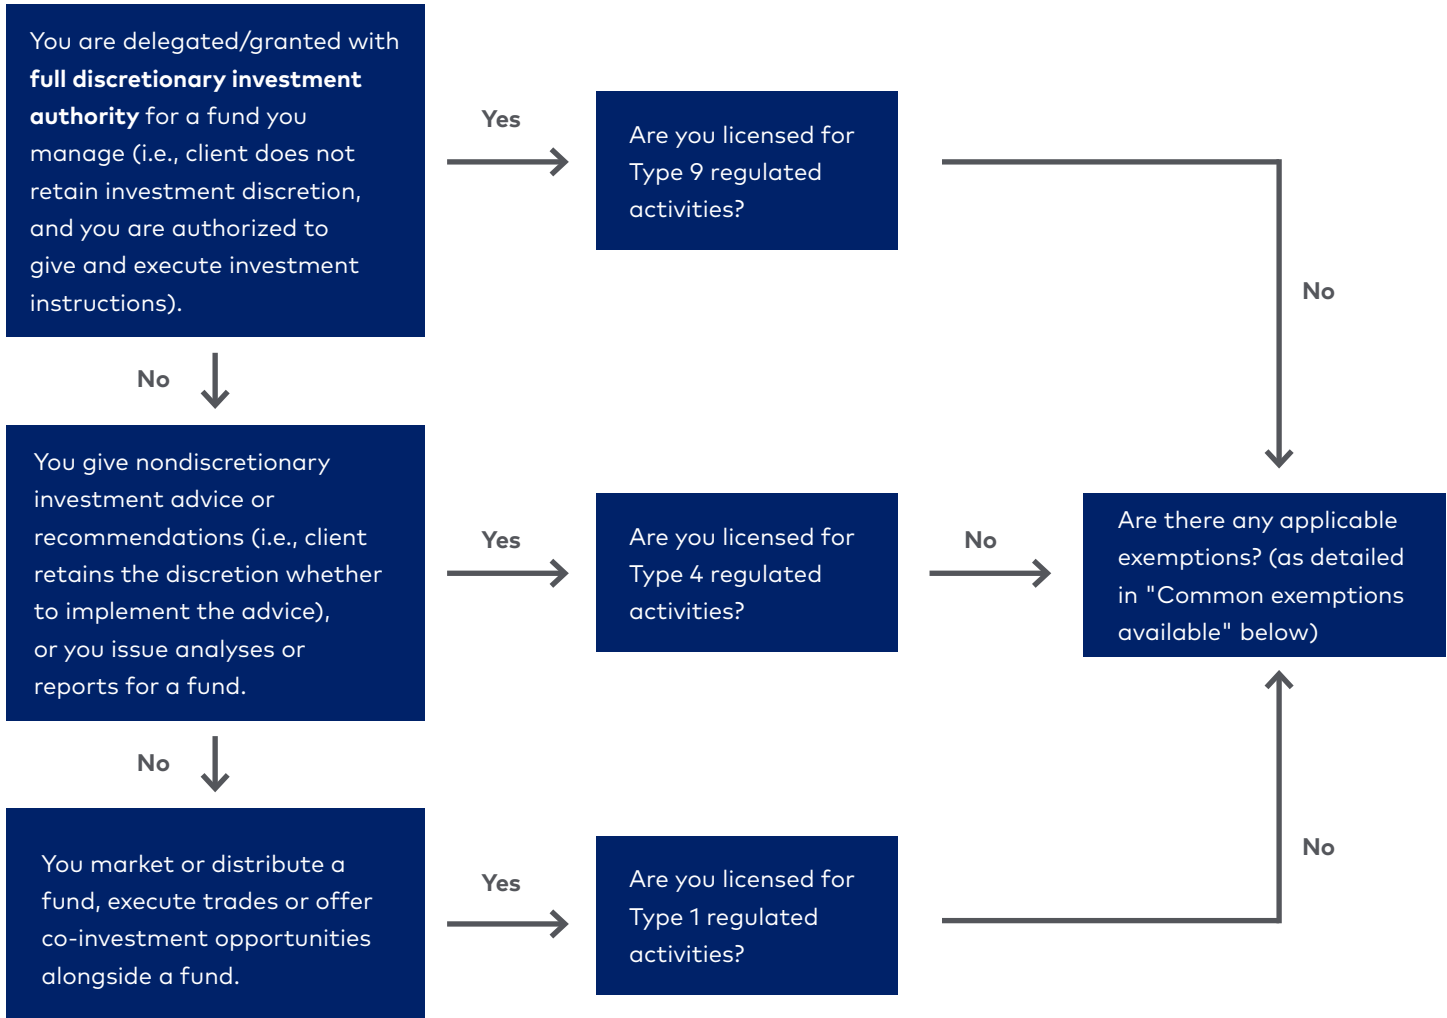 You are delegated/granted with
full discretionary investment
authority for a fund you
manage (i.e., client does not
retain investment discretion,
and you are authorized to
give and execute investment
instructions).
Yes
Are you licensed for
Type 9 regulated
activities?
No
No
You give nondiscretionary
investment advice or
recommendations (i.e., client
retains the discretion whether
to implement the advice),
or you issue analyses or
reports for a fund.
Yes
Are you licensed for
Type 4 regulated
activities?
No
Are there any applicable
exemptions? (as detailed
in "Common exemptions
available" below)
No
You market or distribute a
fund, execute trades or offer
co-investment opportunities
alongside a fund.
Yes
Are you licensed for
Type 1 regulated
activities?
No